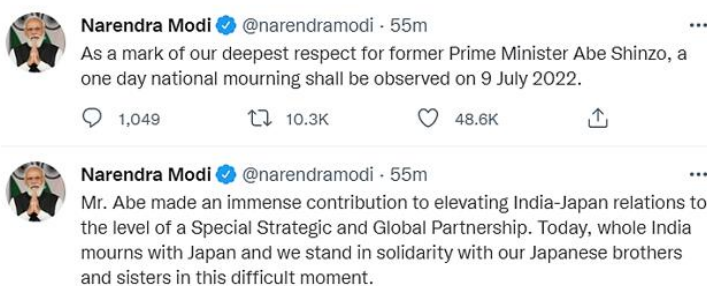 Narendra Modi @narendramodi · 55m
As a mark of our deepest respect for former Prime Minister Abe Shinzo, a
one day national mourning shall be observed on 9 July 2022.
1,049 10.3K 48.6K
Narendra Modi @narendramodi · 55m
Mr. Abe made an immense contribution to elevating India-Japan relations to
the level of a Special Strategic and Global Partnership. Today, whole India
mourns with Japan and we stand in solidarity with our Japanese brothers
and sisters in this difficult moment.